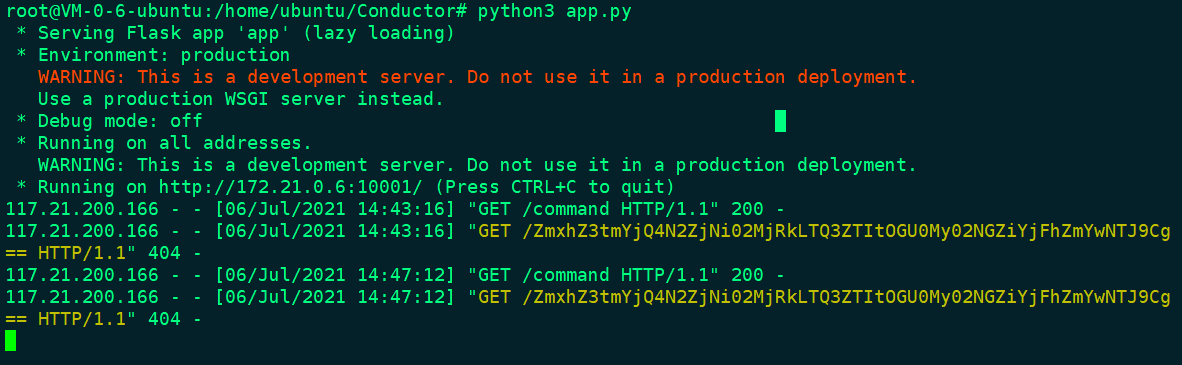 root@VM-0-6-ubuntu:/home/ubuntu/Conductor# python3 app.py
 * Serving Flask app 'app' (lazy loading)
 * Environment: production
   WARNING: This is a development server. Do not use it in a production deployment.
   Use a production WSGI server instead.
 * Debug mode: off
 * Running on all addresses.
   WARNING: This is a development server. Do not use it in a production deployment.
 * Running on http://172.21.0.6:10001/ (Press CTRL+C to quit)
117.21.200.166 - - [06/Jul/2021 14:43:16] "GET /command HTTP/1.1" 200 -
117.21.200.166 - - [06/Jul/2021 14:43:16] "GET /ZmxhZ3tmYjQ4N2ZjNi02MjRkLTQ3ZTItOGU0My02NGZiYjFhZmYwNTJ9Cg
== HTTP/1.1" 404 -
117.21.200.166 - - [06/Jul/2021 14:47:12] "GET /command HTTP/1.1" 200 -
117.21.200.166 - - [06/Jul/2021 14:47:12] "GET /ZmxhZ3tmYjQ4N2ZjNi02MjRkLTQ3ZTItOGU0My02NGZiYjFhZmYwNTJ9Cg
== HTTP/1.1" 404 -